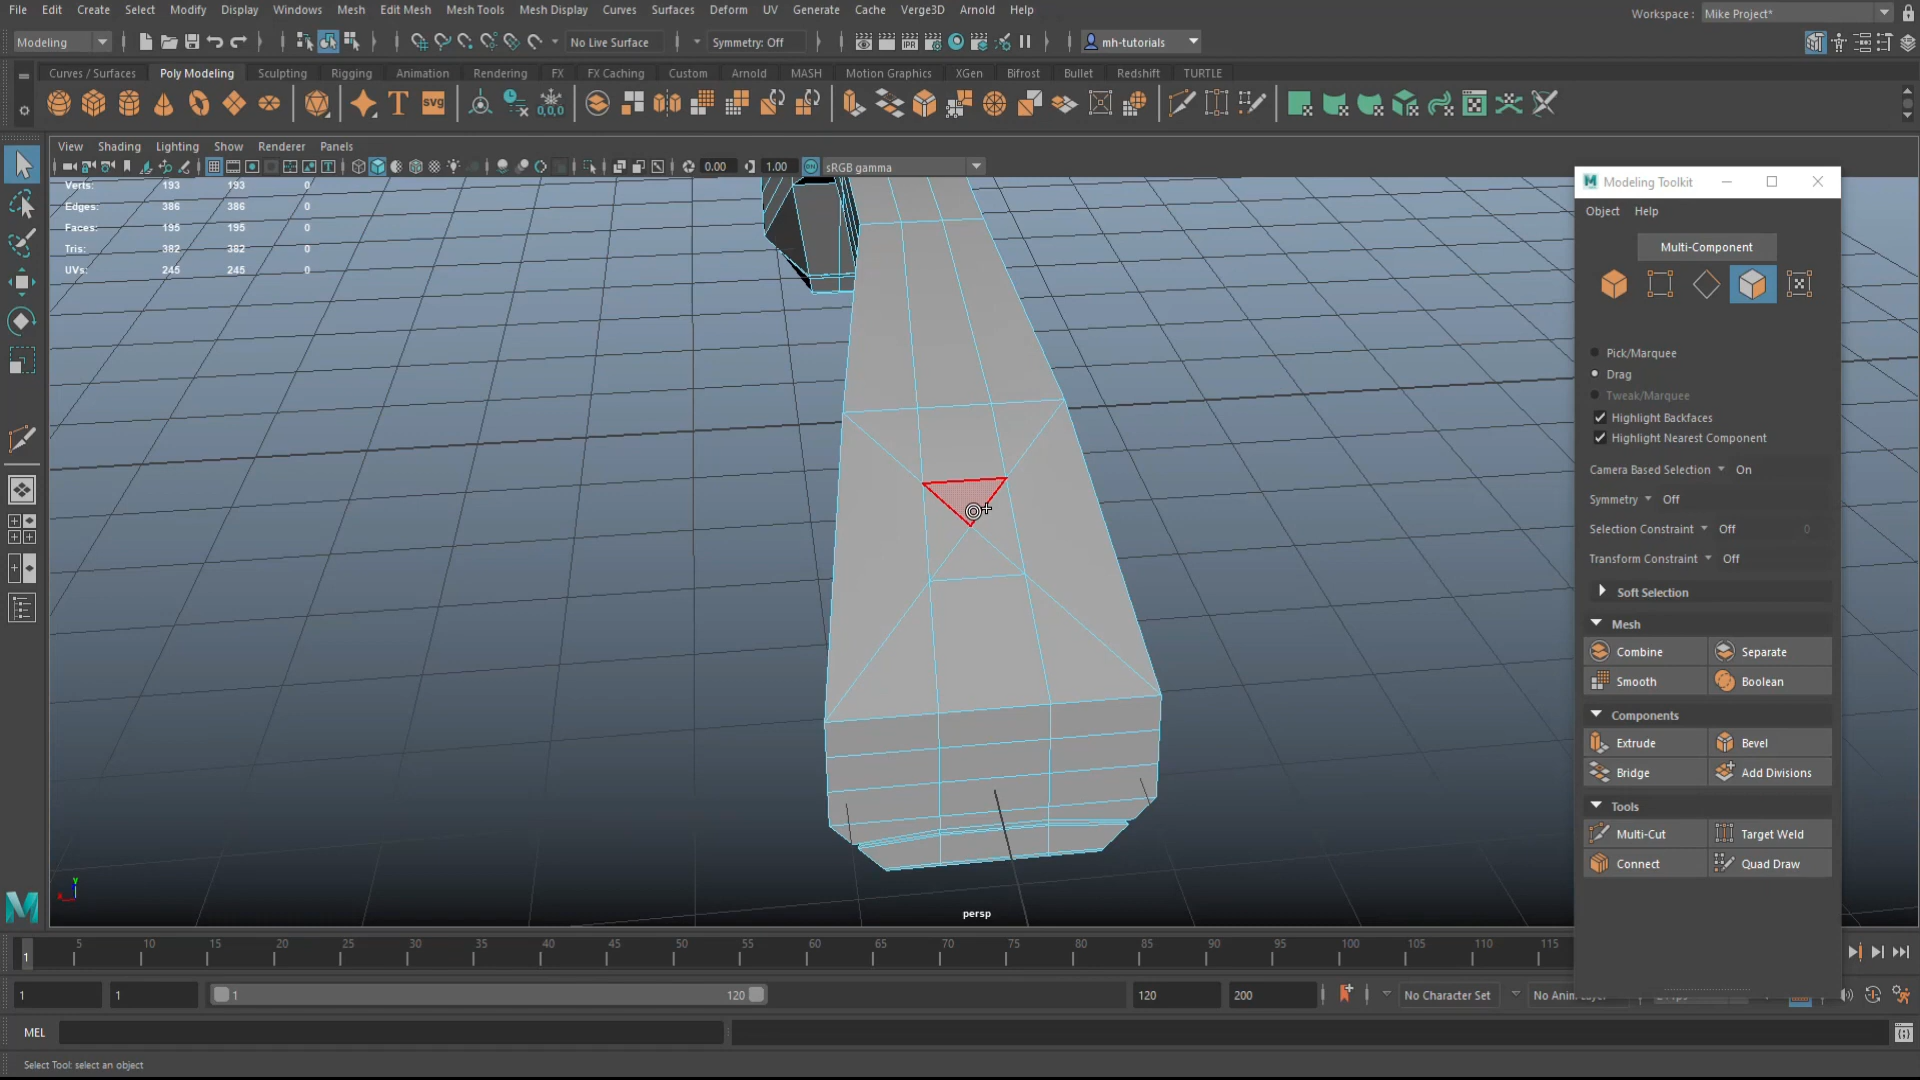 File Edit Create Select Modify Display Windows Mesh Edit Mesh Mesh Tools Mesh Display Curves Surfaces Deform UV Generate Cache Verge3D Arnold Help
Workspace : Mike Project*
Modeling No Live Surface Symmetry: Off IPR mh-tutorials
Curves / Surfaces Poly Modeling Sculpting Rigging Animation Rendering FX FX Caching Custom Arnold MASH Motion Graphics XGen Bifrost Bullet Redshift TURTLE
T SVG 0,0,0
View Shading Lighting Show Renderer Panels
0.00 1.00 sRGB gamma
Verts: 193 193 0
Edges: 386 386 0
Faces: 195 195 0
Tris: 382 382 0
UVs: 245 245 0
Modeling Toolkit
Object Help
Multi-Component
Pick/Marquee
Drag
Tweak/Marquee
Highlight Backfaces
Highlight Nearest Component
Camera Based Selection On
Symmetry Off
Selection Constraint Off 0
Transform Constraint Off
Soft Selection
Mesh
Combine Separate
Smooth Boolean
Components
Extrude Bevel
Bridge Add Divisions
Tools
Multi-Cut Target Weld
Connect Quad Draw
persp
1 5 10 15 20 25 30 35 40 45 50 55 60 65 70 75 80 85 90 95 100 105 110 115
1 1 1 120 120 200 No Character Set
MEL
Select Tool: select an object